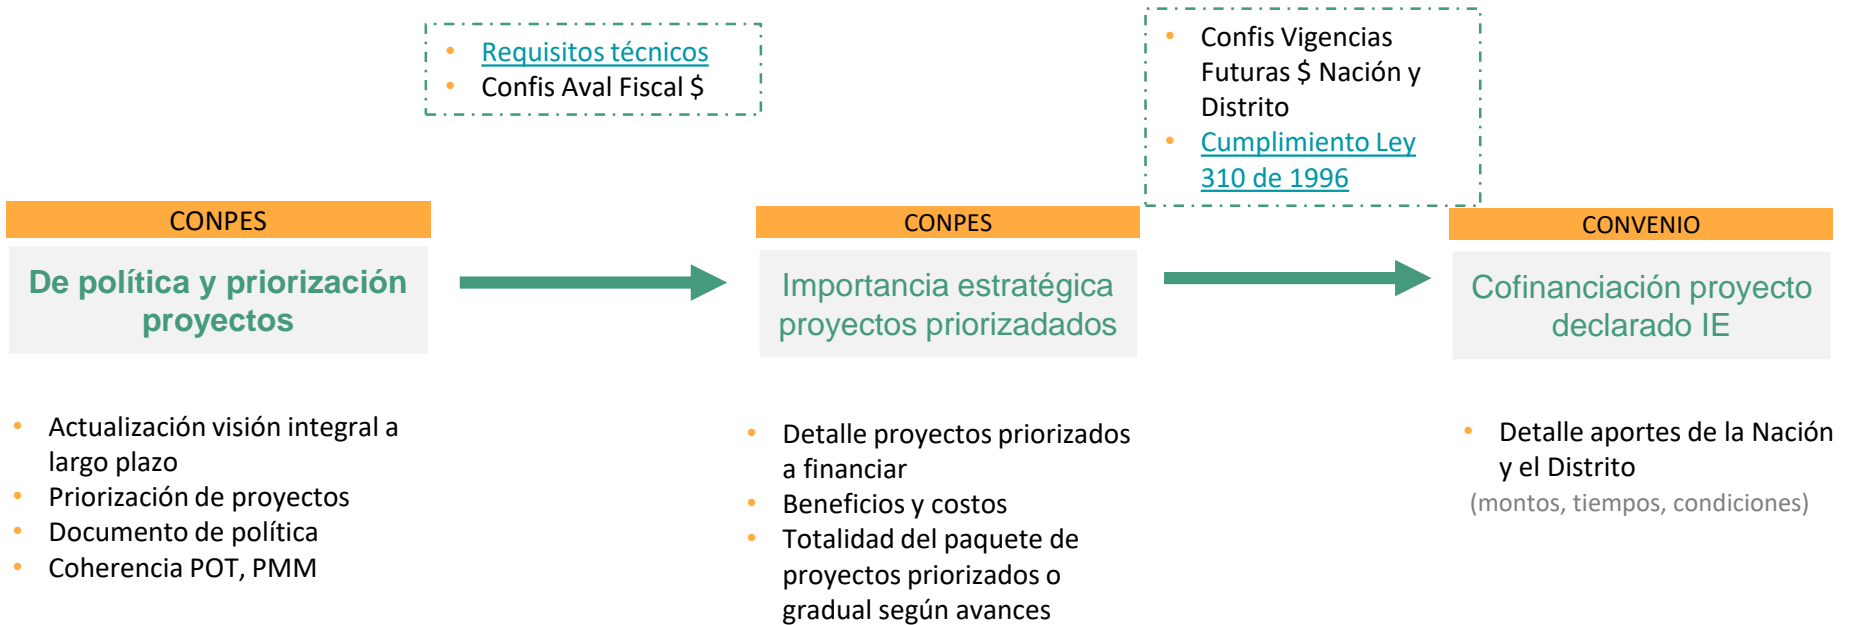 • Requisitos técnicos
• Confis Aval Fiscal $
• Confis Vigencias
Futuras $ Nación y
Distrito
• Cumplimiento Ley
310 de 1996
CONPES
De política y priorización
proyectos
• Actualización visión integral a
largo plazo
• Priorización de proyectos
• Documento de política
• Coherencia POT, PMM
CONPES
Importancia estratégica
proyectos priorizadados
• Detalle proyectos priorizados
a financiar
• Beneficios y costos
• Totalidad del paquete de
proyectos priorizados o
gradual según avances
CONVENIO
Cofinanciación proyecto
declarado IE
• Detalle aportes de la Nación
y el Distrito
(montos, tiempos, condiciones)